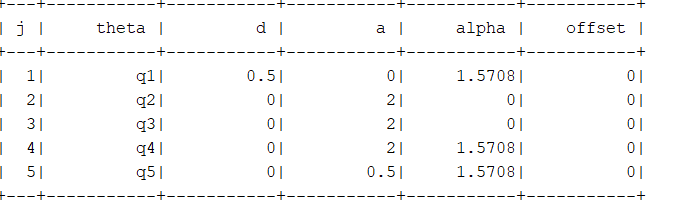 +---+-----------+-----------+-----------+-----------+-----------+
| j |     theta |         d |         a |     alpha |    offset |
+---+-----------+-----------+-----------+-----------+-----------+
|  1|         q1|        0.5|          0|     1.5708|          0|
|  2|         q2|          0|          2|          0|          0|
|  3|         q3|          0|          2|          0|          0|
|  4|         q4|          0|          2|     1.5708|          0|
|  5|         q5|          0|        0.5|     1.5708|          0|
+---+-----------+-----------+-----------+-----------+-----------+